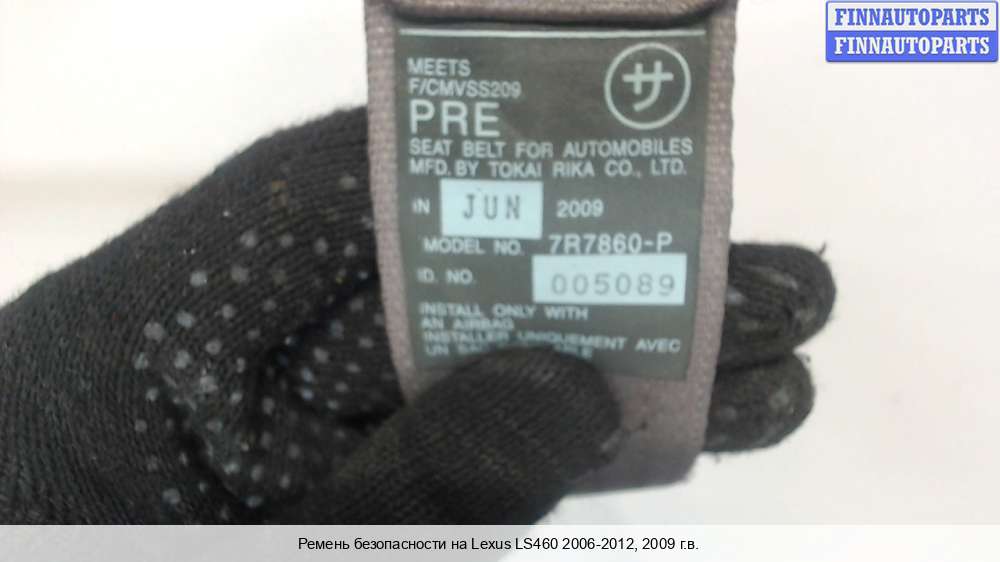 FINNAUTOPARTS
FINNAUTOPARTS
サ
MEETS
F/CMVSS209
PRE
SEAT BELT FOR AUTOMOBILES
MFD. BY TOKAI RIKA CO., LTD.
IN JUN 2009
MODEL NO. 7R7860-P
ID. NO. 005089
INSTALL ONLY WITH
AN AIRBAG
INSTALLER UNIQUEMENT AVEC
UN
Ремень безопасности на Lexus LS460 2006-2012, 2009 г.в.